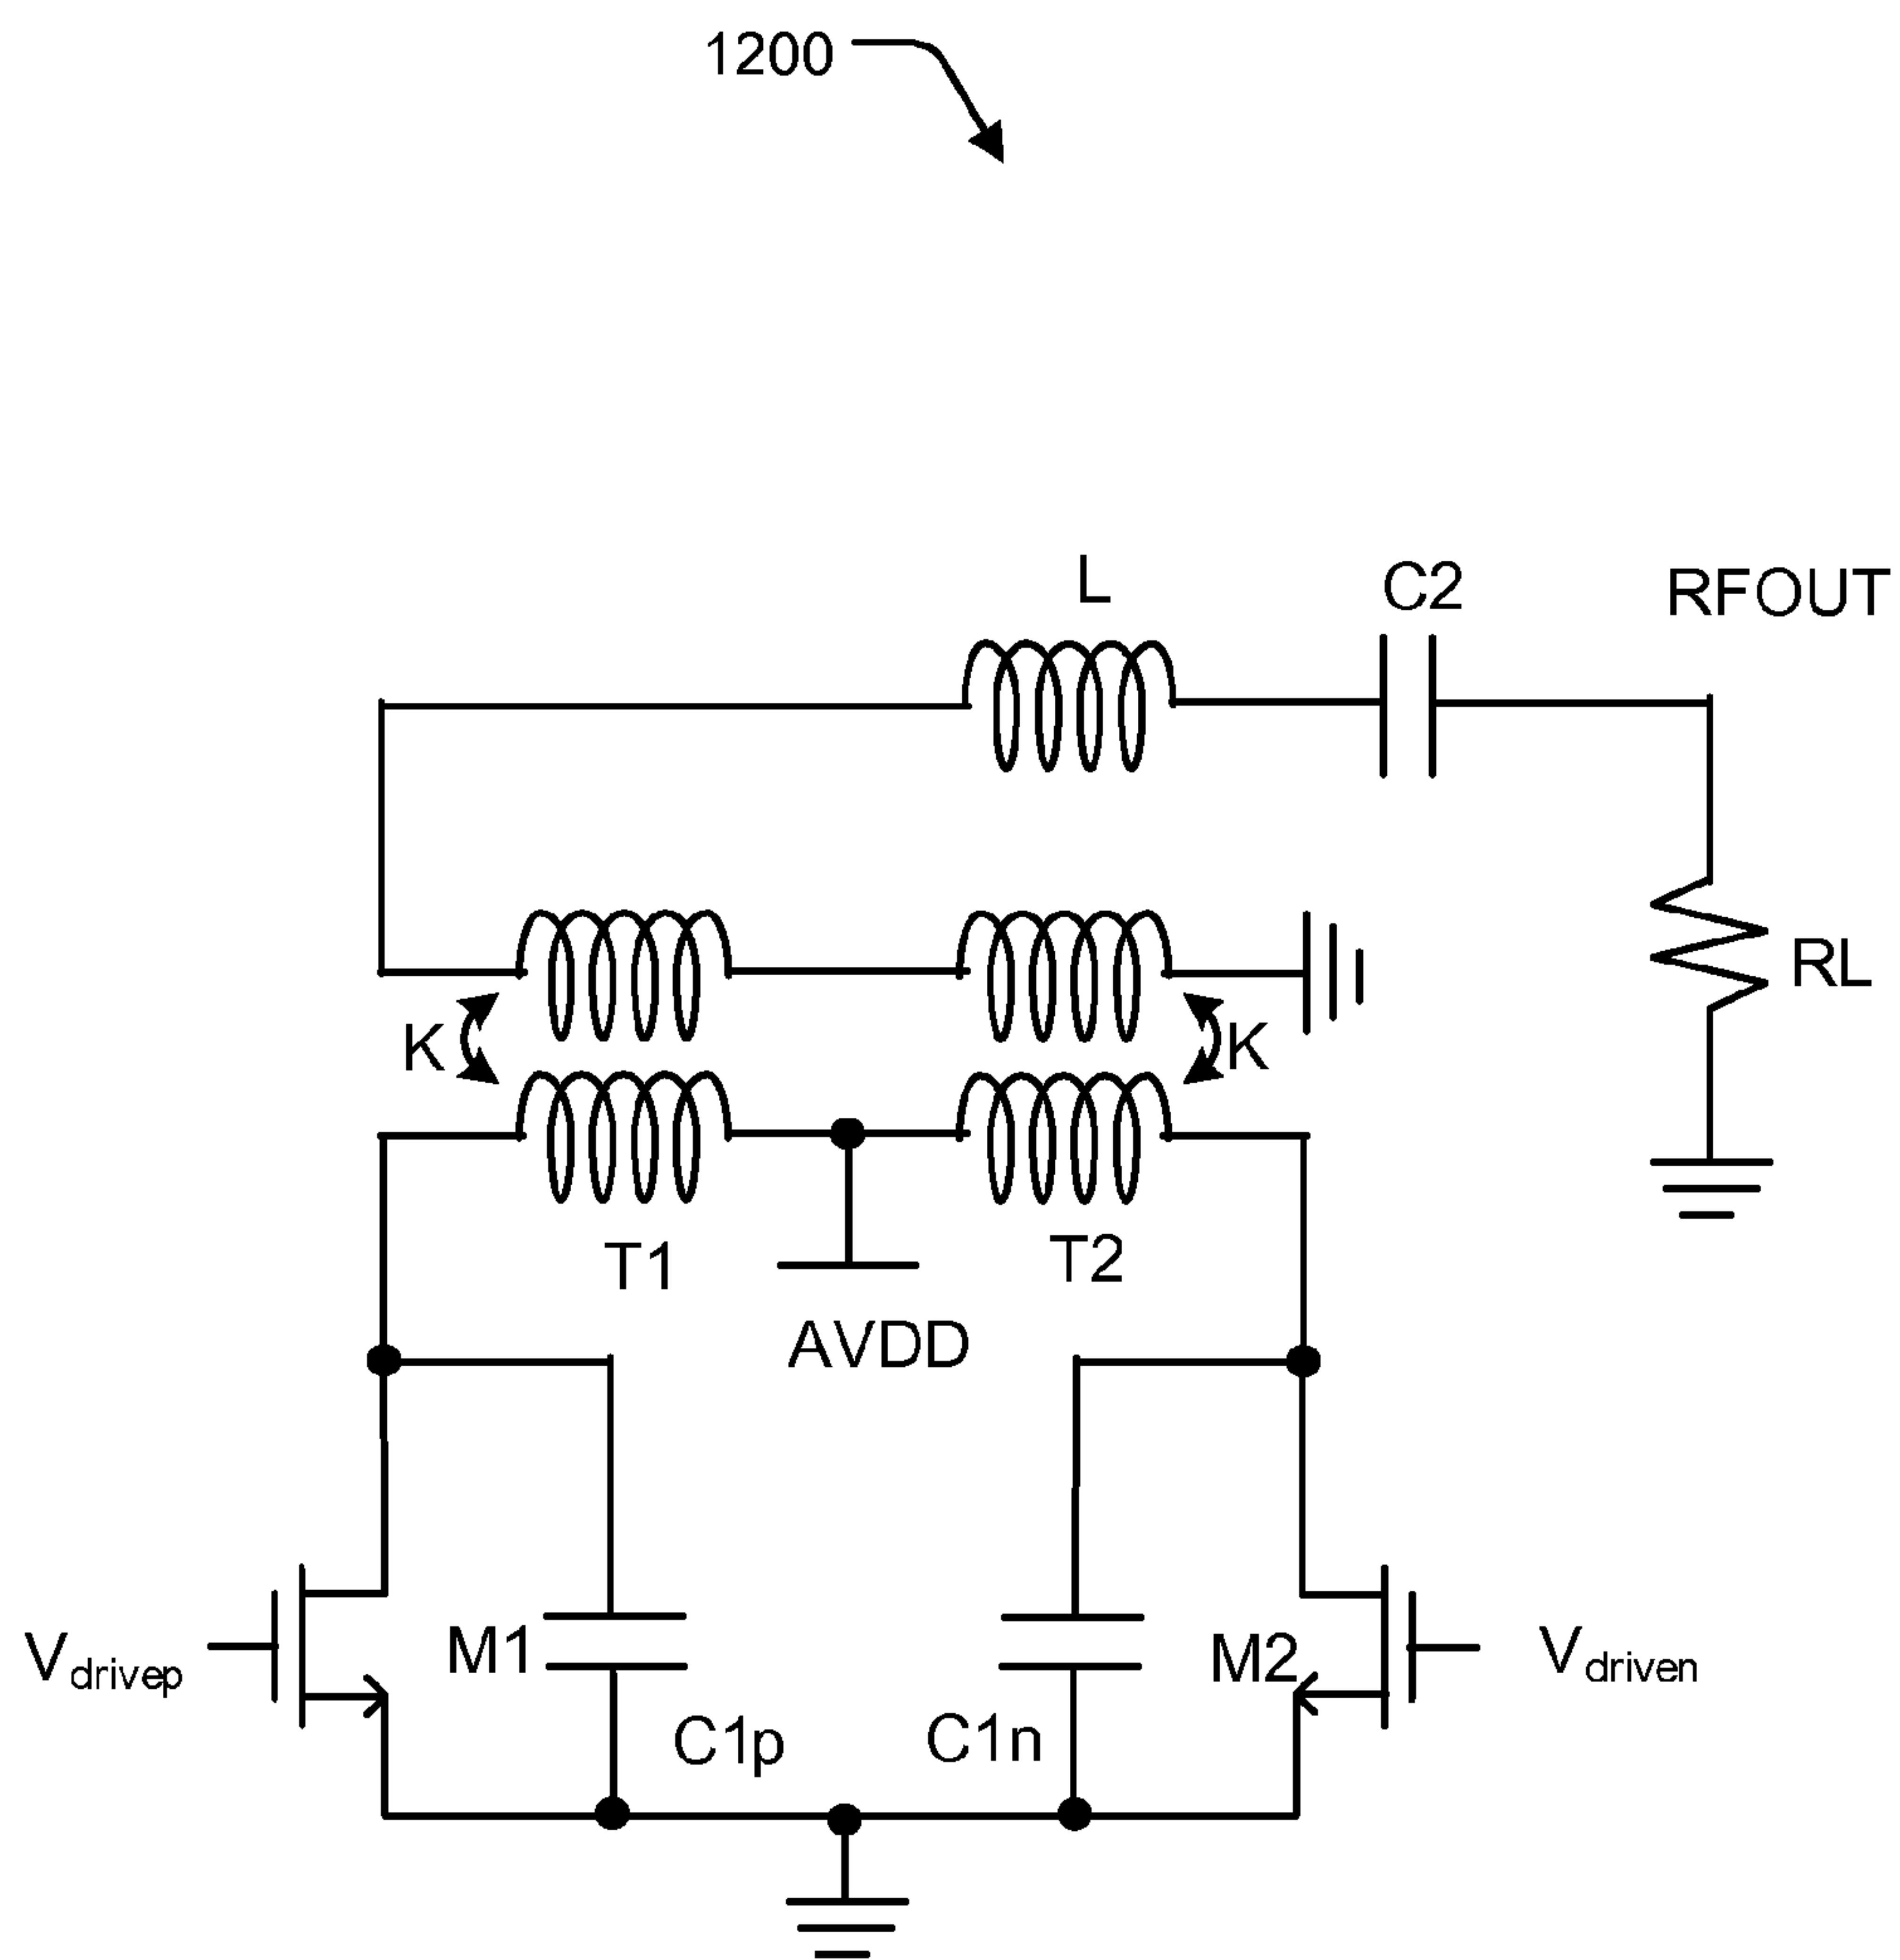 1200
L
C2
RFOUT
K
K
RL
T1
T2
AVDD
Vdrivep
M1
M2
Vdriven
C1p
C1n